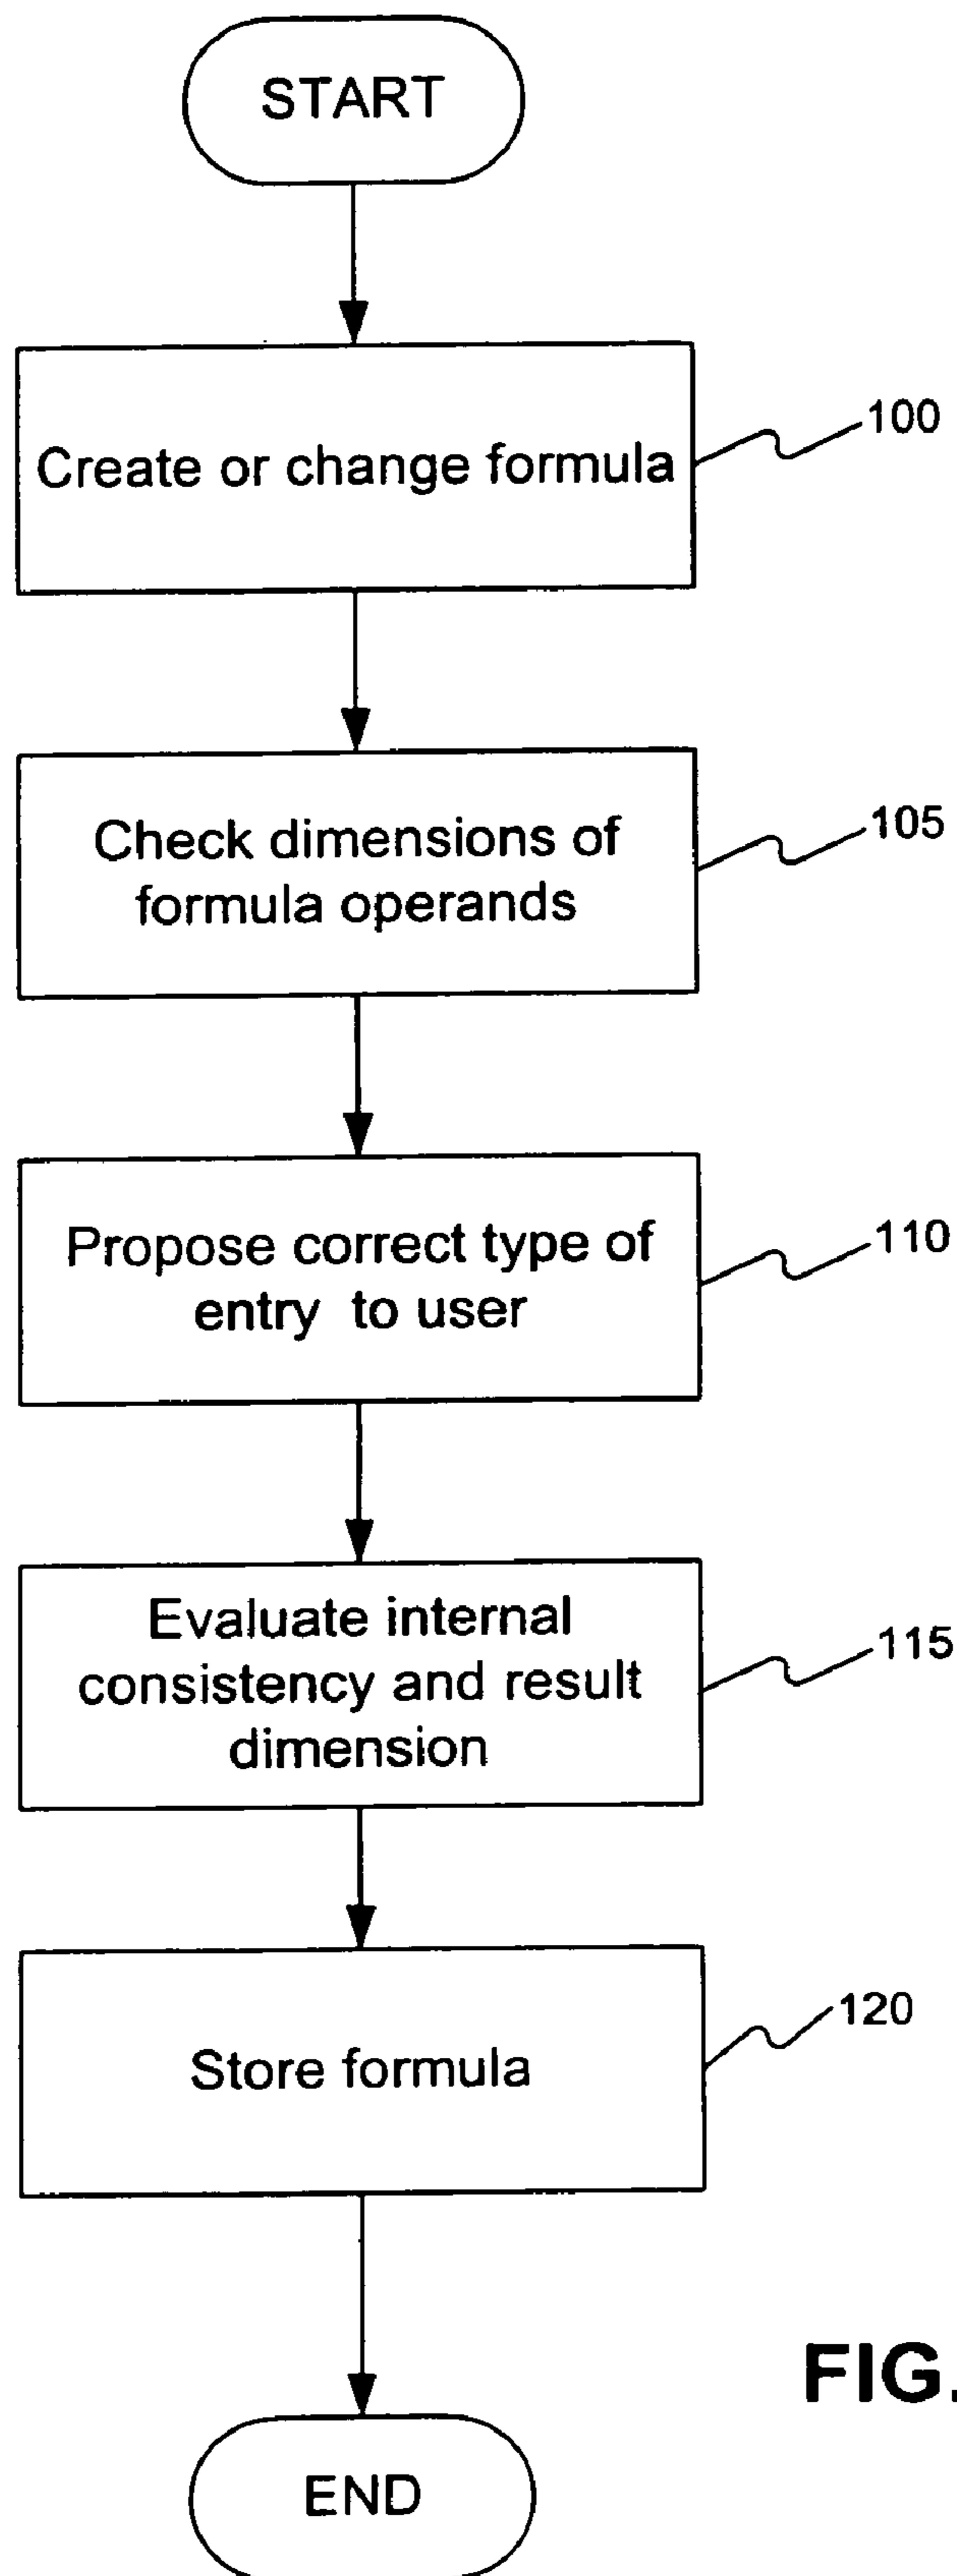 START
Create or change formula
100
Check dimensions of
formula operands
105
Propose correct type of
entry to user
110
Evaluate internal
consistency and result
dimension
115
Store formula
120
FIG.
END